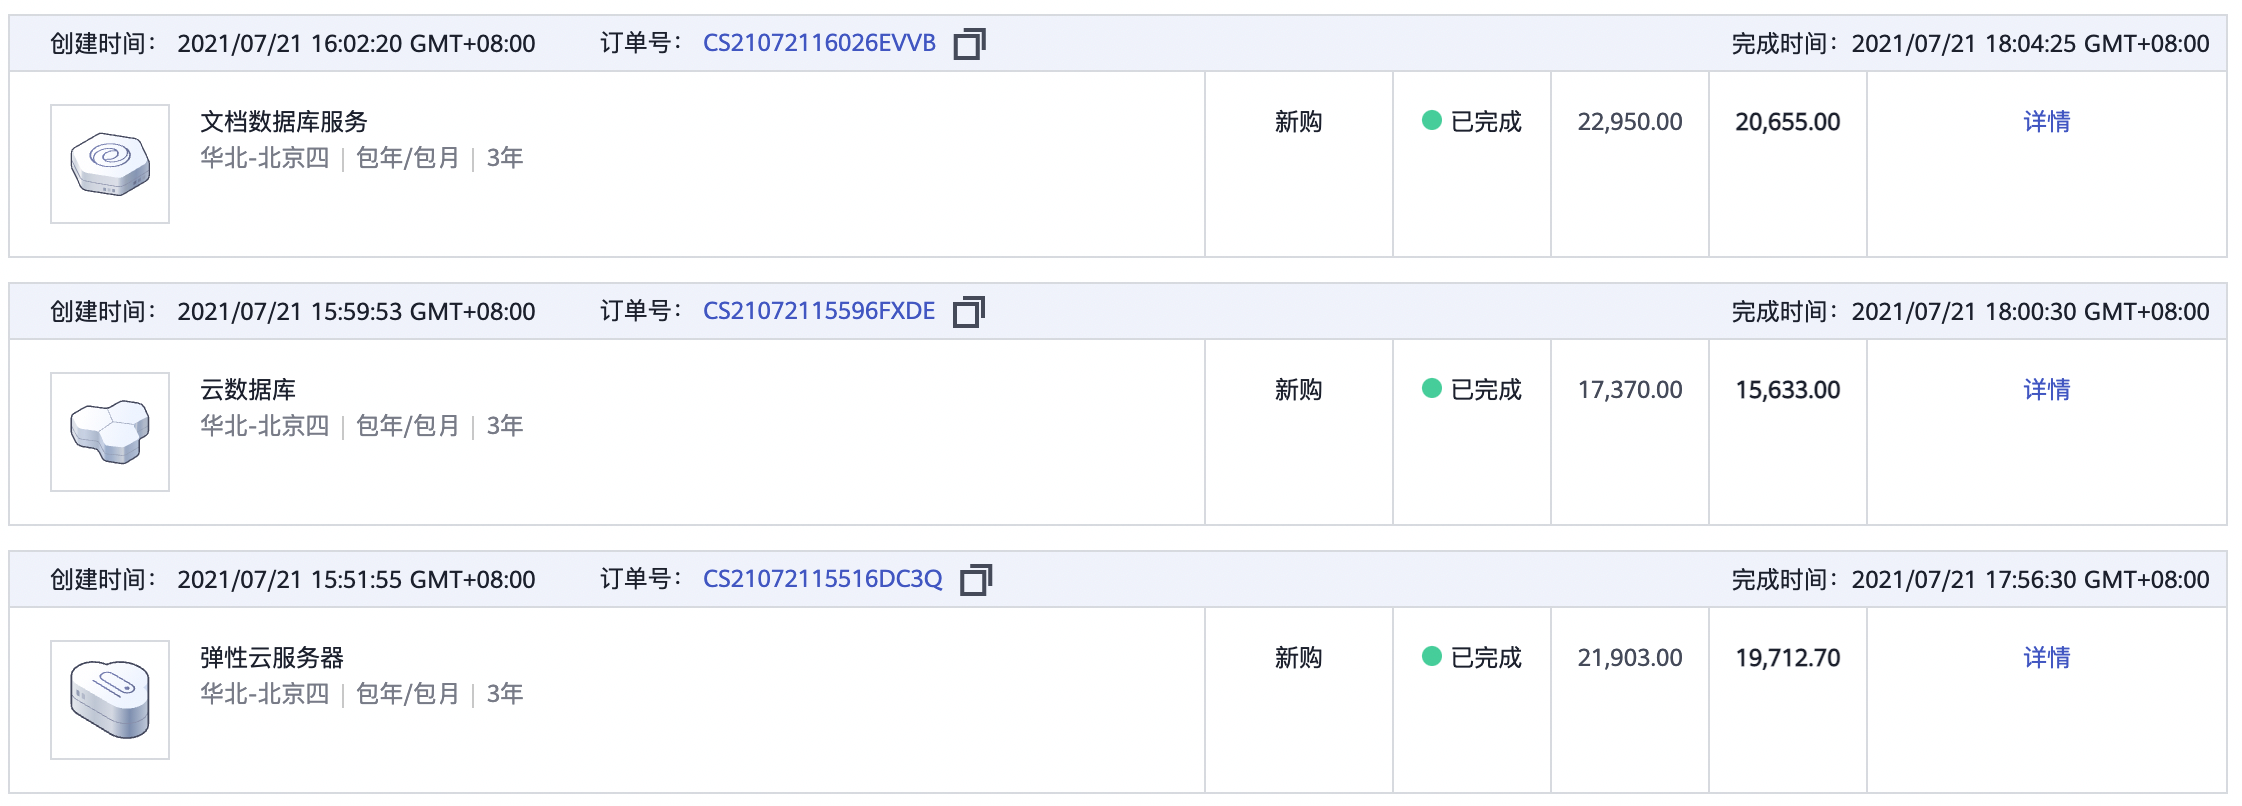 创建时间： 2021/07/21 16:02:20 GMT+08:00 订单号： CS21072116026EVVB 完成时间：2021/07/21 18:04:25 GMT+08:00
文档数据库服务 新购 已完成 22,950.00 20,655.00 详情
华北-北京四 | 包年/包月 | 3年
创建时间： 2021/07/21 15:59:53 GMT+08:00 订单号： CS21072115596FXDE 完成时间：2021/07/21 18:00:30 GMT+08:00
云数据库 新购 已完成 17,370.00 15,633.00 详情
华北-北京四 | 包年/包月 | 3年
创建时间： 2021/07/21 15:51:55 GMT+08:00 订单号： CS21072115516DC3Q 完成时间：2021/07/21 17:56:30 GMT+08:00
弹性云服务器 新购 已完成 21,903.00 19,712.70 详情
华北-北京四 | 包年/包月 | 3年